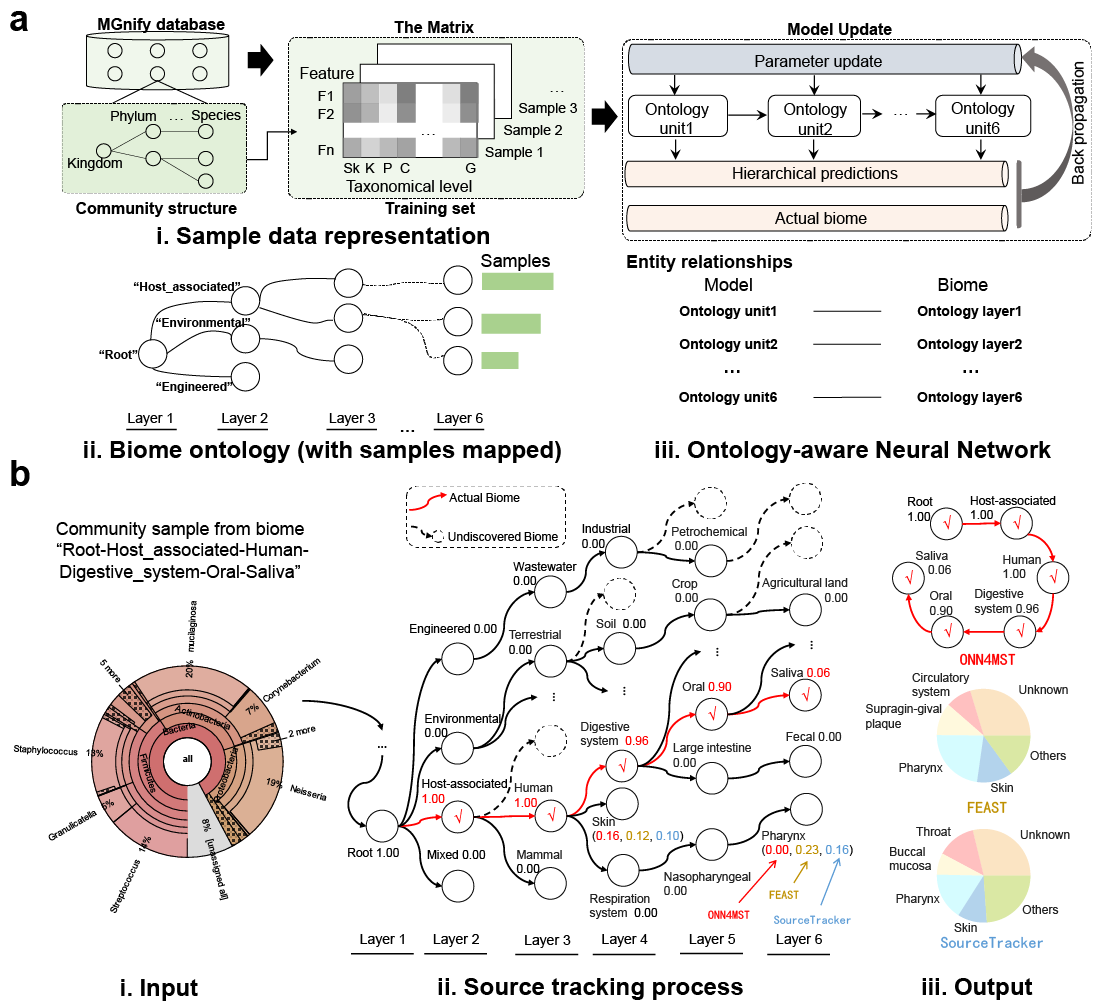 a
MGnify database
Phylum ... Species
Kingdom
Community structure
The Matrix
Feature
F1
F2
Fn
...
...
Sample 3
Sample 2
Sample 1
Sk K P C G
Taxonomical level
Training set
i. Sample data representation
Model Update
Parameter update
Ontology unit1
Ontology unit2
...
Ontology unit6
Hierarchical predictions
Actual biome
Back propagation
Samples
"Host_associated"
"Environmental"
"Root"
"Engineered"
Layer 1
Layer 2
Layer 3
...
Layer 6
ii. Biome ontology (with samples mapped)
Entity relationships
Model Biome
Ontology unit1 Ontology layer1
Ontology unit2 Ontology layer2
... ...
Ontology unit6 Ontology layer6
iii. Ontology-aware Neural Network
b
Community sample from biome
“Root-Host_associated-Human-
Digestive_system-Oral-Saliva”
20% mucilaginosa
5 more
Corynebacterium
7%
2 more
Actinobacteria
Bacteria
all
Firmicutes
Proteobacteria
Staphylococcus 13%
Granulicatella 5%
Streptococcus 14%
8% [unassigned all]
19% Neisseria
i. Input
Actual Biome
Undiscovered Biome
...
Root 1.00
Engineered 0.00
Environmental
0.00
Host-associated
1.00
√
Mixed 0.00
Wastewater
0.00
Terrestrial
0.00
...
Human
1.00
√
Mammal
0.00
Industrial
0.00
Soil 0.00
...
Digestive
system 0.96
√
Skin
(0.16, 0.12, 0.10)
Respiration
system 0.00
Petrochemical
0.00
Crop
0.00
...
Oral 0.90
√
Large intestine
0.00
Nasopharyngeal
0.00
Agricultural land
0.00
...
Saliva 0.06
√
Fecal 0.00
Pharynx
(0.00, 0.23, 0.16)
FEAST
ONN4MST
SourceTracker
Layer 1
Layer 2
Layer 3
Layer 4
Layer 5
Layer 6
ii. Source tracking process
Root
1.00
√
Host-associated
1.00
√
Human
1.00
√
Digestive
system 0.96
√
Oral
0.90
√
Saliva
0.06
√
ONN4MST
Circulatory
system
Unknown
Supragin-gival
plaque
Others
Pharynx
Skin
FEAST
Throat
Unknown
Buccal
mucosa
Pharynx
Others
Skin
SourceTracker
iii. Output